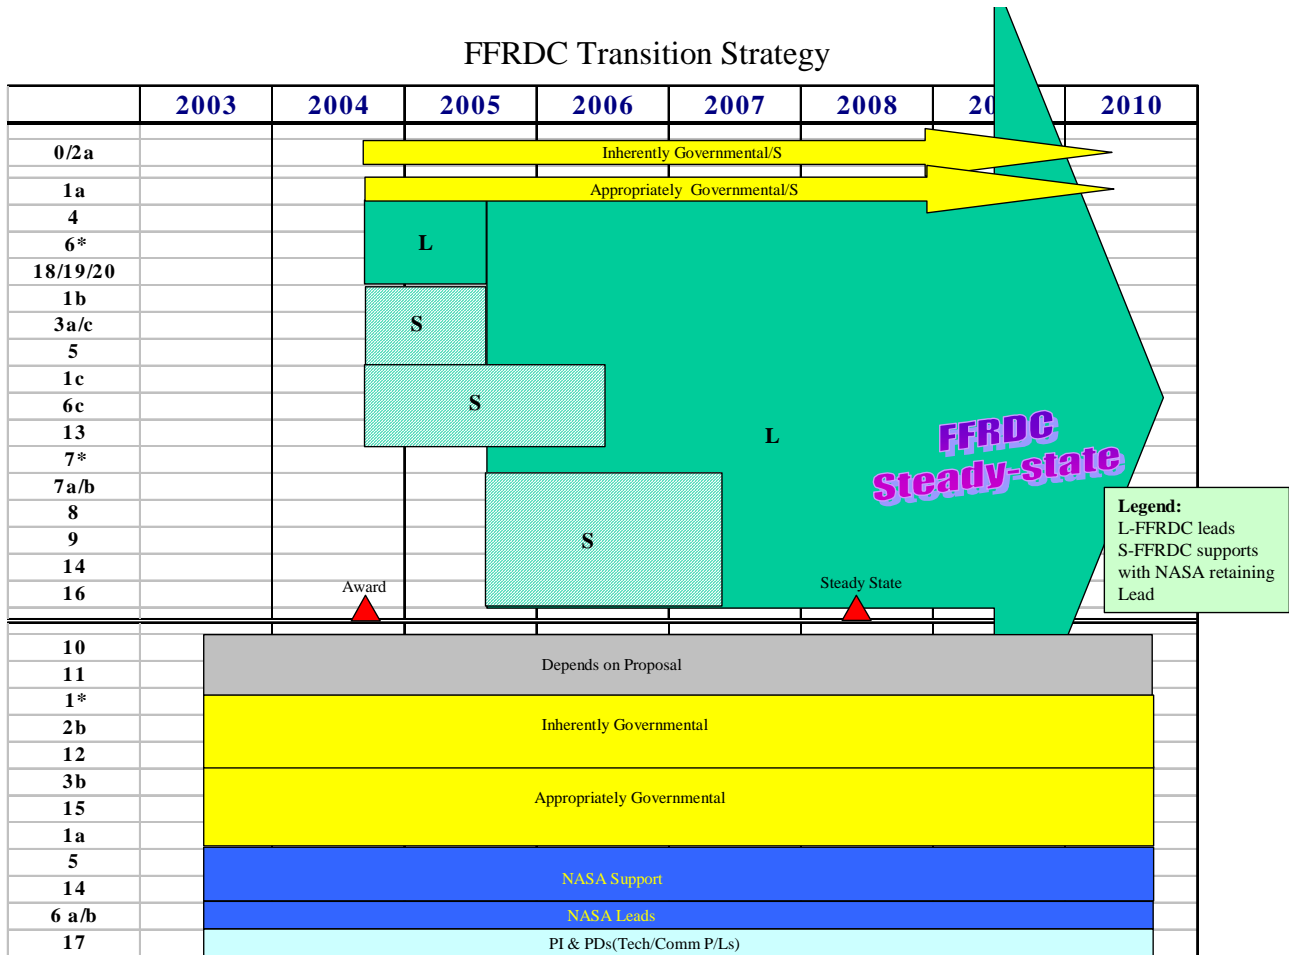 FFRDC Transition Strategy
2003 2004 2005 2006 2007 2008 20 2010
0/2a Inherently Governmental/S
1a Appropriately Governmental/S
4
6* L
18/19/20
1b
3a/c S
5
1c
6c S
13 L
FFRDC
Steady-state
7*
7a/b
8
9 S
14
16
Award
Steady State
Legend:
L-FFRDC leads
S-FFRDC supports
with NASA retaining
Lead
10
Depends on Proposal
11
1*
2b Inherently Governmental
12
3b
15 Appropriately Governmental
1a
5
NASA Support
14
6 a/b NASA Leads
17 PI & PDs(Tech/Comm P/Ls)